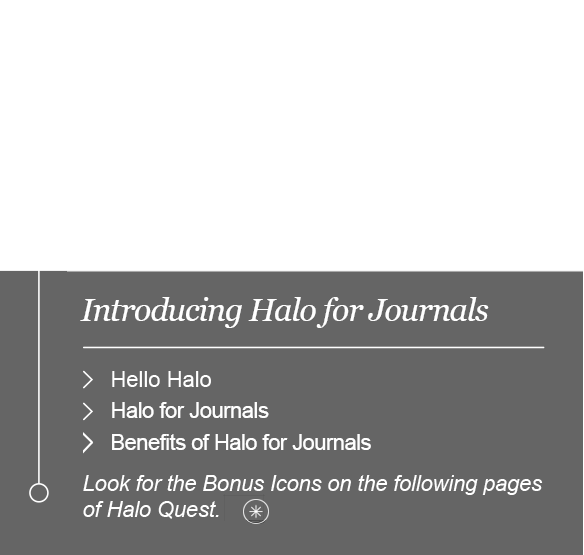 Introducing Halo for Journals
Hello Halo
Halo for Journals
Benefits of Halo for Journals
Look for the Bonus Icons on the following pages
of Halo Quest.